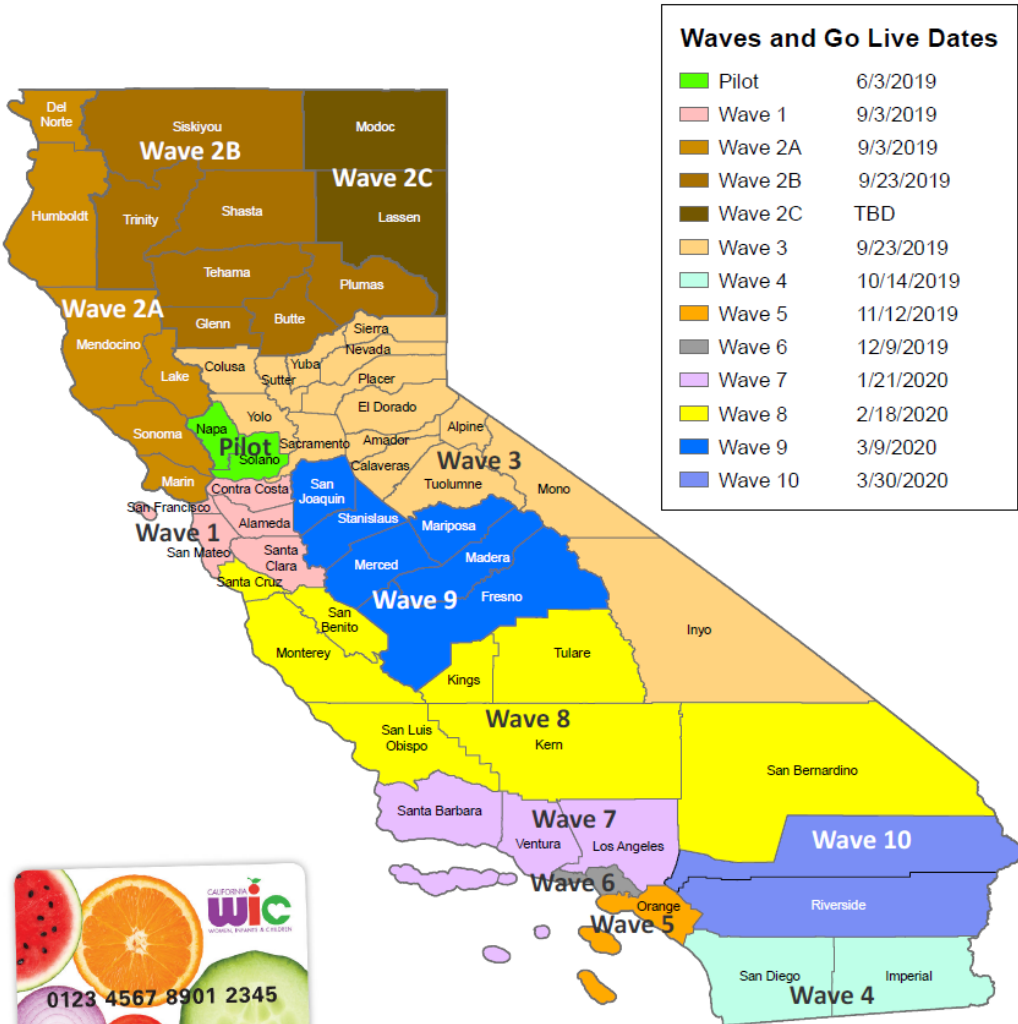 Waves and Go Live Dates
Pilot 6/3/2019
Wave 1 9/3/2019
Wave 2A 9/3/2019
Wave 2B 9/23/2019
Wave 2C TBD
Wave 3 9/23/2019
Wave 4 10/14/2019
Wave 5 11/12/2019
Wave 6 12/9/2019
Wave 7 1/21/2020
Wave 8 2/18/2020
Wave 9 3/9/2020
Wave 10 3/30/2020
Del
Norte
Siskiyou
Modoc
Wave 2B
Wave 2C
Humboldt
Trinity
Shasta
Lassen
Tehama
Plumas
Wave 2A
Glenn
Butte
Mendocino
Sierra
Nevada
Lake
Colusa
Yuba
Sutter
Placer
El Dorado
Yolo
Napa
Sonoma
Alpine
Pilot
Sacramento
Amador
Solano
Calaveras
Wave 3
Marin
Tuolumne
Mono
Contra Costa
San
Joaquin
San Francisco
Alameda
Stanislaus
Mariposa
Wave 1
San Mateo
Santa
Clara
Merced
Madera
Santa Cruz
Wave 9
Fresno
San
Benito
Inyo
Monterey
Tulare
Kings
Wave 8
San Luis
Obispo
Kern
San Bernardino
Santa Barbara
Wave 7
Ventura
Los Angeles
Wave 10
Wave 6
Orange
Riverside
Wave 5
San Diego
Imperial
Wave 4
CALIFORNIA
wic
WOMEN, INFANTS & CHILDREN
0123 4567 8901 2345